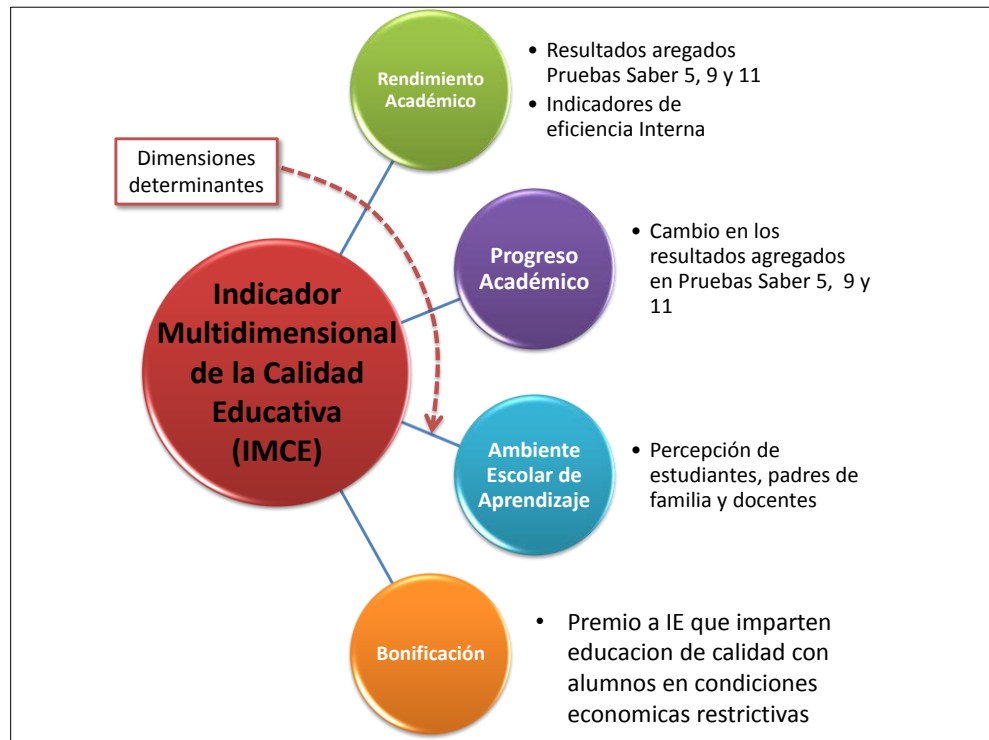 Rendimiento
Académico
• Resultados aregados
Pruebas Saber 5, 9 y 11
• Indicadores de
eficiencia Interna
Dimensiones
determinantes
Progreso
Académico
• Cambio en los
resultados agregados
en Pruebas Saber 5, 9 y
11
Indicador
Multidimensional
de la Calidad
Educativa
(IMCE)
Ambiente
Escolar de
Aprendizaje
• Percepción de
estudiantes, padres de
familia y docentes
Bonificación
• Premio a IE que imparten
educacion de calidad con
alumnos en condiciones
economicas restrictivas